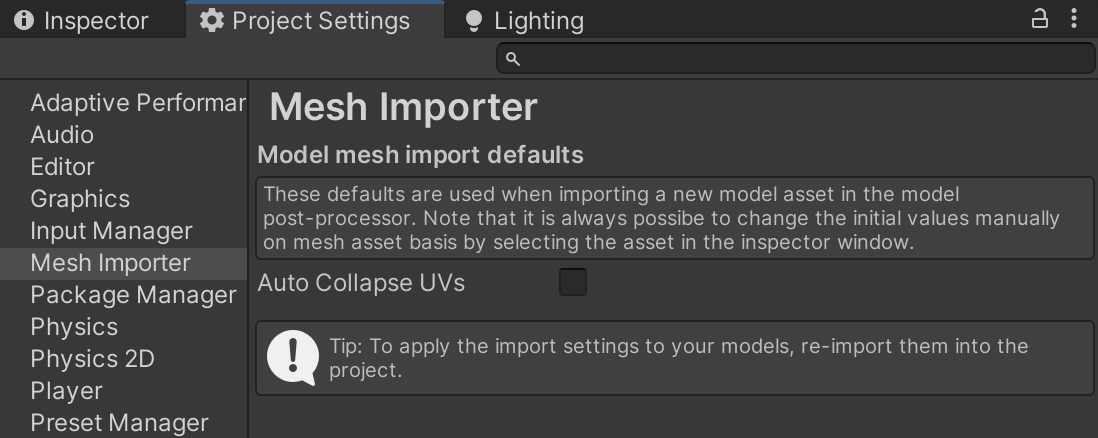 Inspector
Project Settings
Lighting
Adaptive Performar
Audio
Editor
Graphics
Input Manager
Mesh Importer
Package Manager
Physics
Physics 2D
Player
Preset Manager
Mesh Importer
Model mesh import defaults
These defaults are used when importing a new model asset in the model
post-processor. Note that it is always possibe to change the initial values manually
on mesh asset basis by selecting the asset in the inspector window.
Auto Collapse UVs
Tip: To apply the import settings to your models, re-import them into the
project.